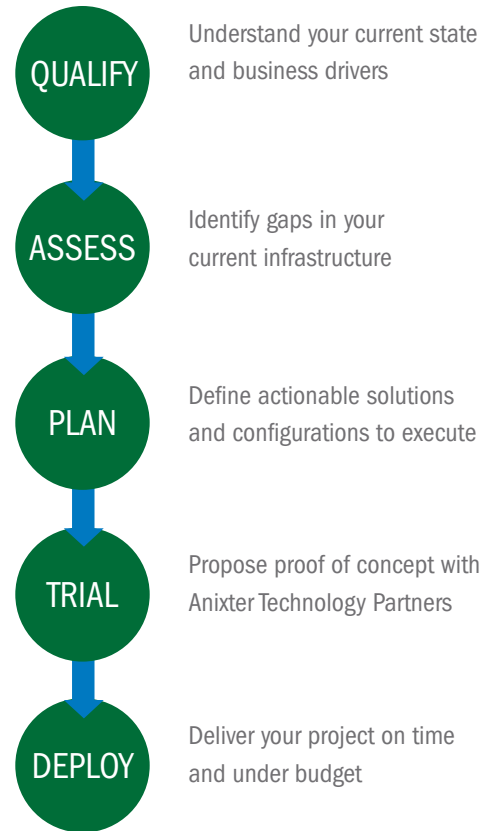 QUALIFY
Understand your current state
and business drivers
ASSESS
Identify gaps in your
current infrastructure
PLAN
Define actionable solutions
and configurations to execute
TRIAL
Propose proof of concept with
Anixter Technology Partners
DEPLOY
Deliver your project on time
and under budget